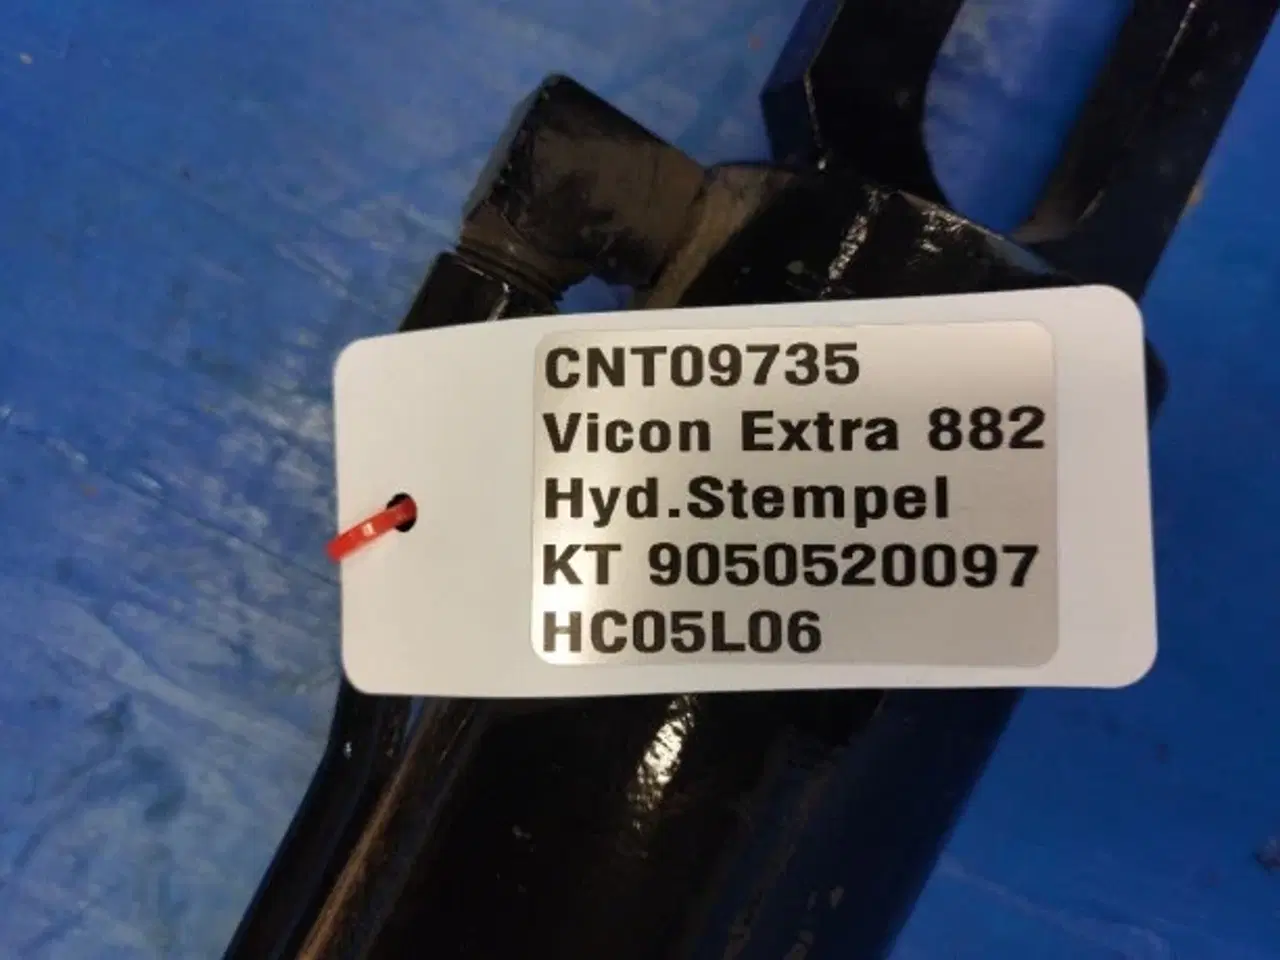 CNT09735
Vicon Extra 882
Hyd.Stempel
KT 9050520097
HC05L06